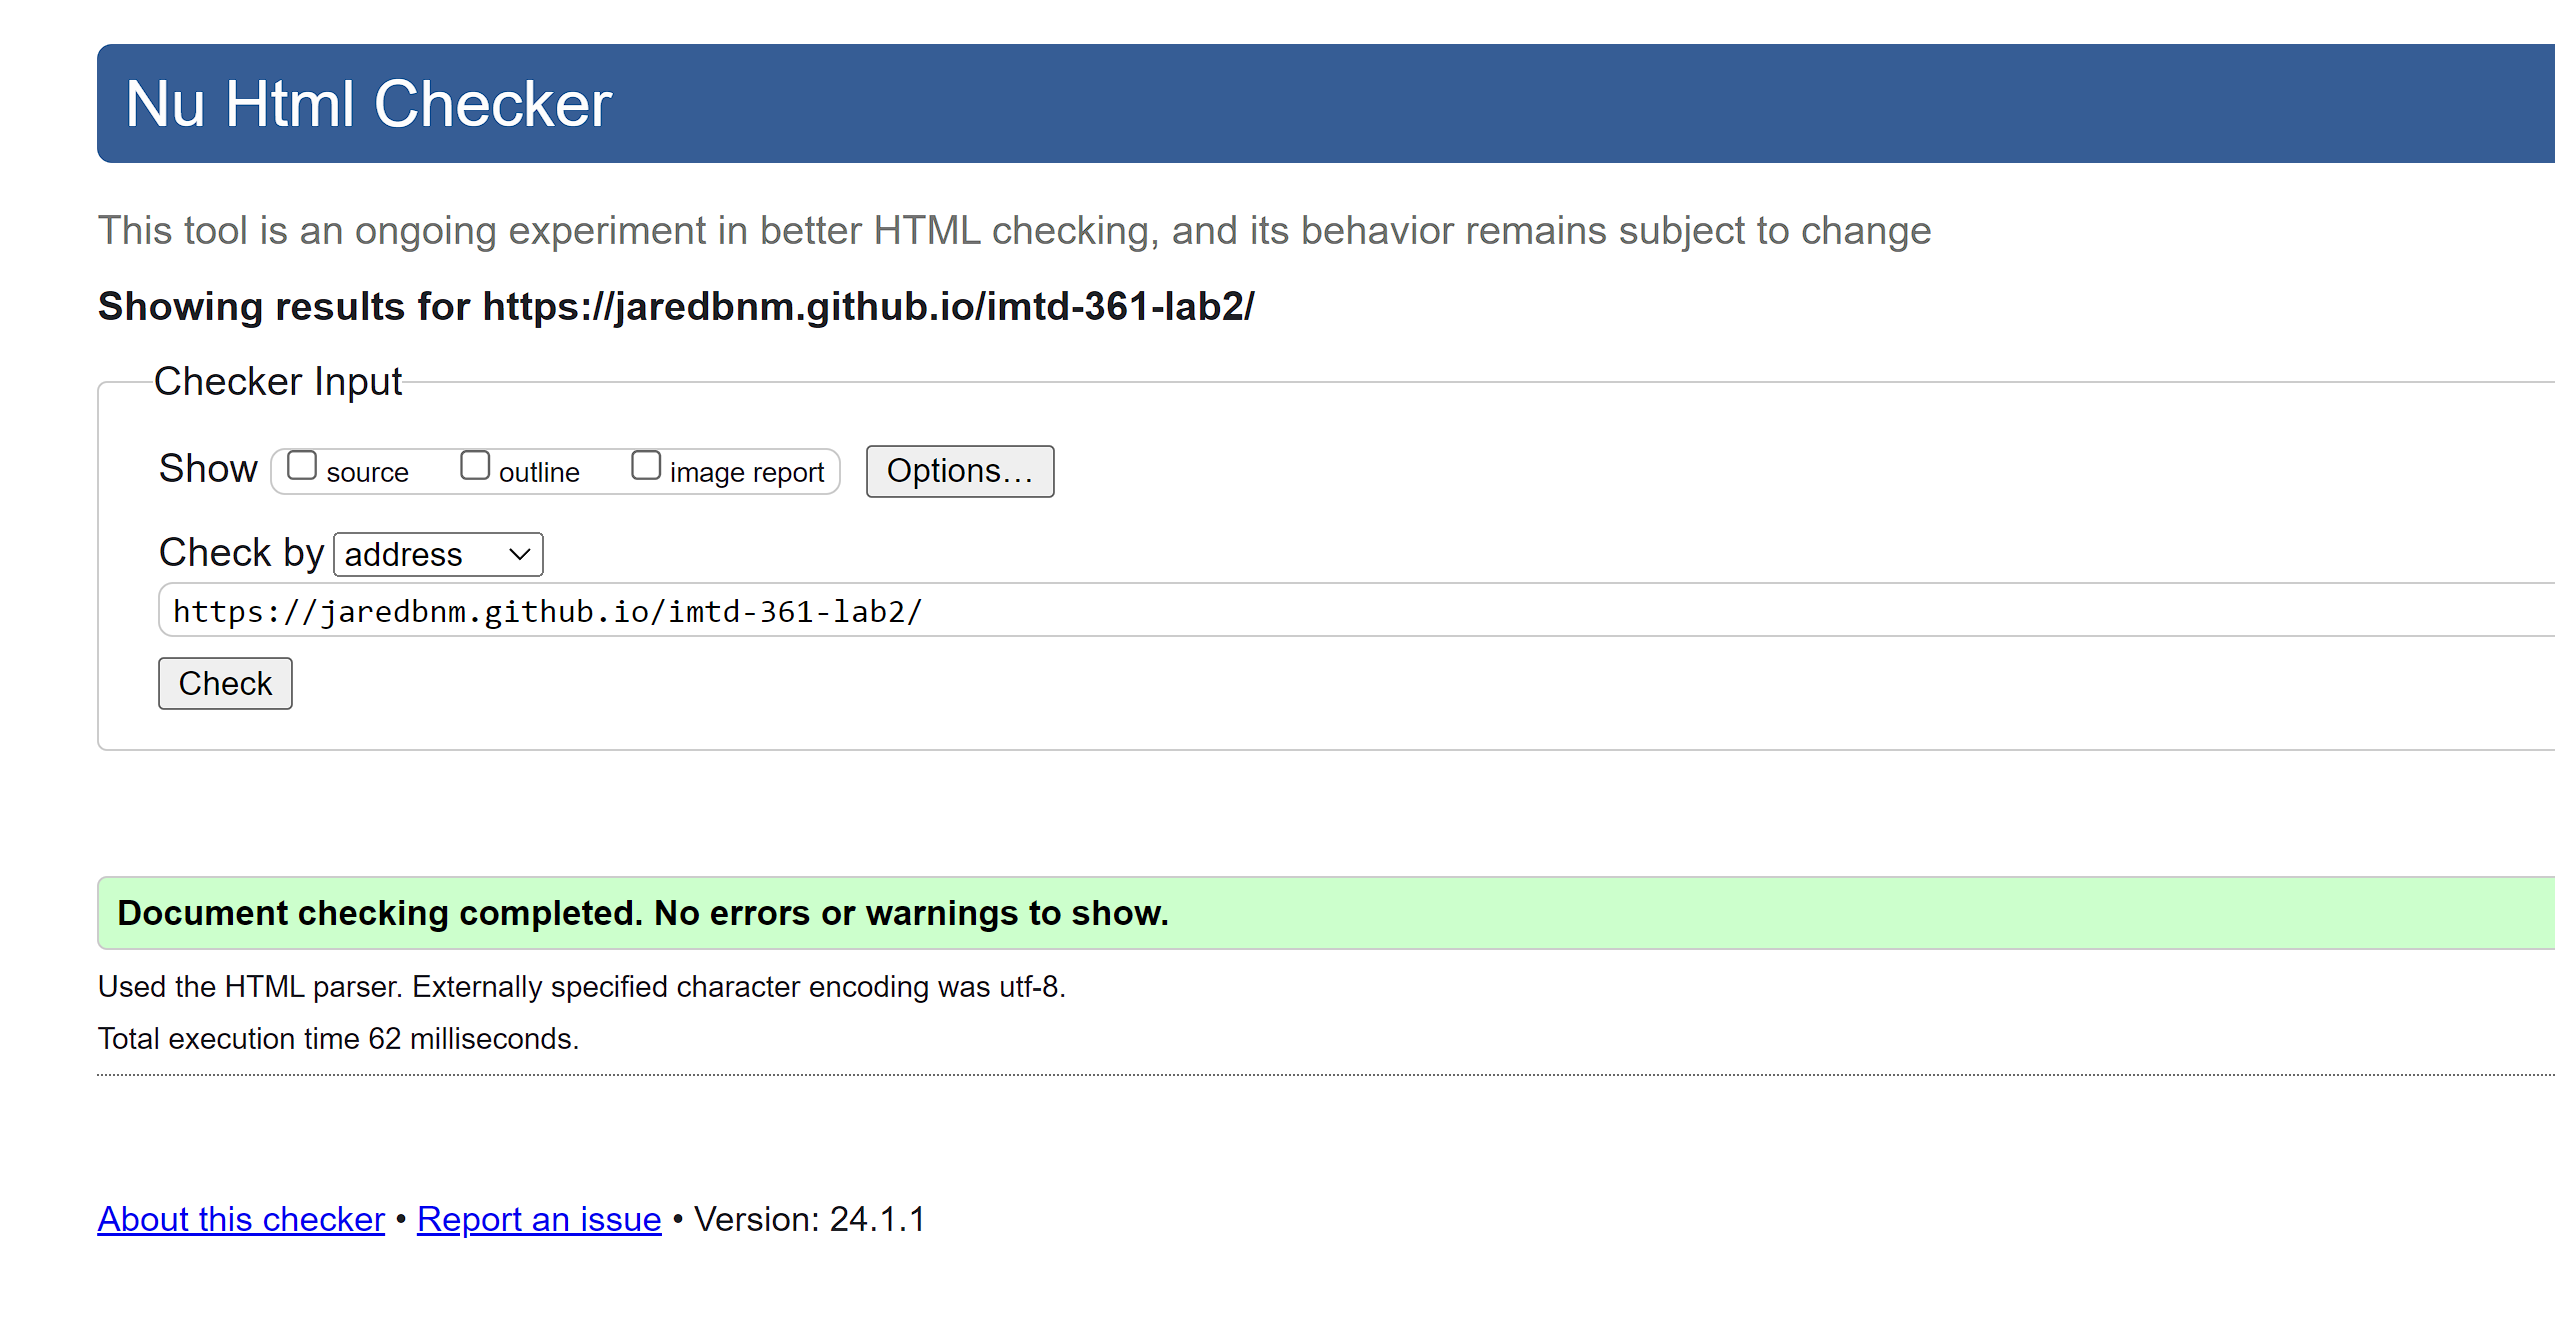 Nu Html Checker
This tool is an ongoing experiment in better HTML checking, and its behavior remains subject to change
Showing results for https://jaredbnm.github.io/imtd-361-lab2/
Checker Input
Show source outline image report Options…
Check by address
https://jaredbnm.github.io/imtd-361-lab2/
Check
Document checking completed. No errors or warnings to show.
Used the HTML parser. Externally specified character encoding was utf-8.
Total execution time 62 milliseconds.
About this checker • Report an issue • Version: 24.1.1